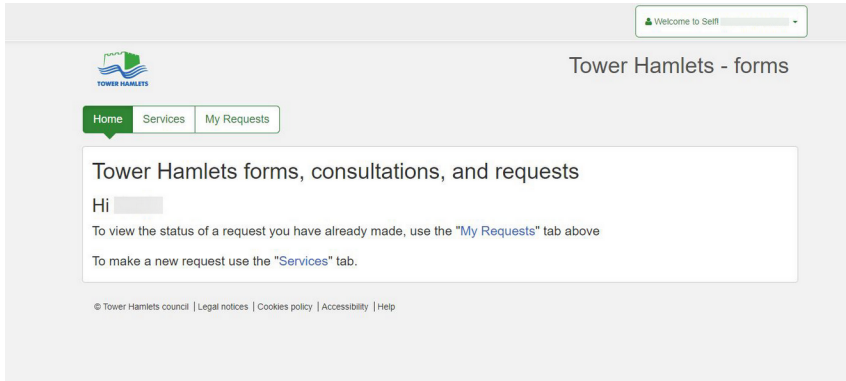 Welcome to Self!
TOWER HAMLETS
Tower Hamlets - forms
Home Services My Requests
Tower Hamlets forms, consultations, and requests
Hi
To view the status of a request you have already made, use the "My Requests" tab above
To make a new request use the "Services" tab.
© Tower Hamlets council | Legal notices | Cookies policy | Accessibility | Help